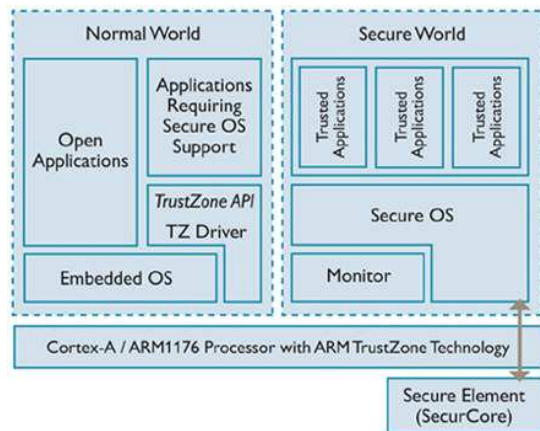 Normal World
Open
Applications
Applications
Requiring
Secure OS
Support
TrustZone API
TZ Driver
Embedded OS
Secure World
Trusted
Applications
Trusted
Applications
Trusted
Applications
Secure OS
Monitor
Cortex-A / ARM1176 Processor with ARM TrustZone Technology
Secure Element
(SecurCore)